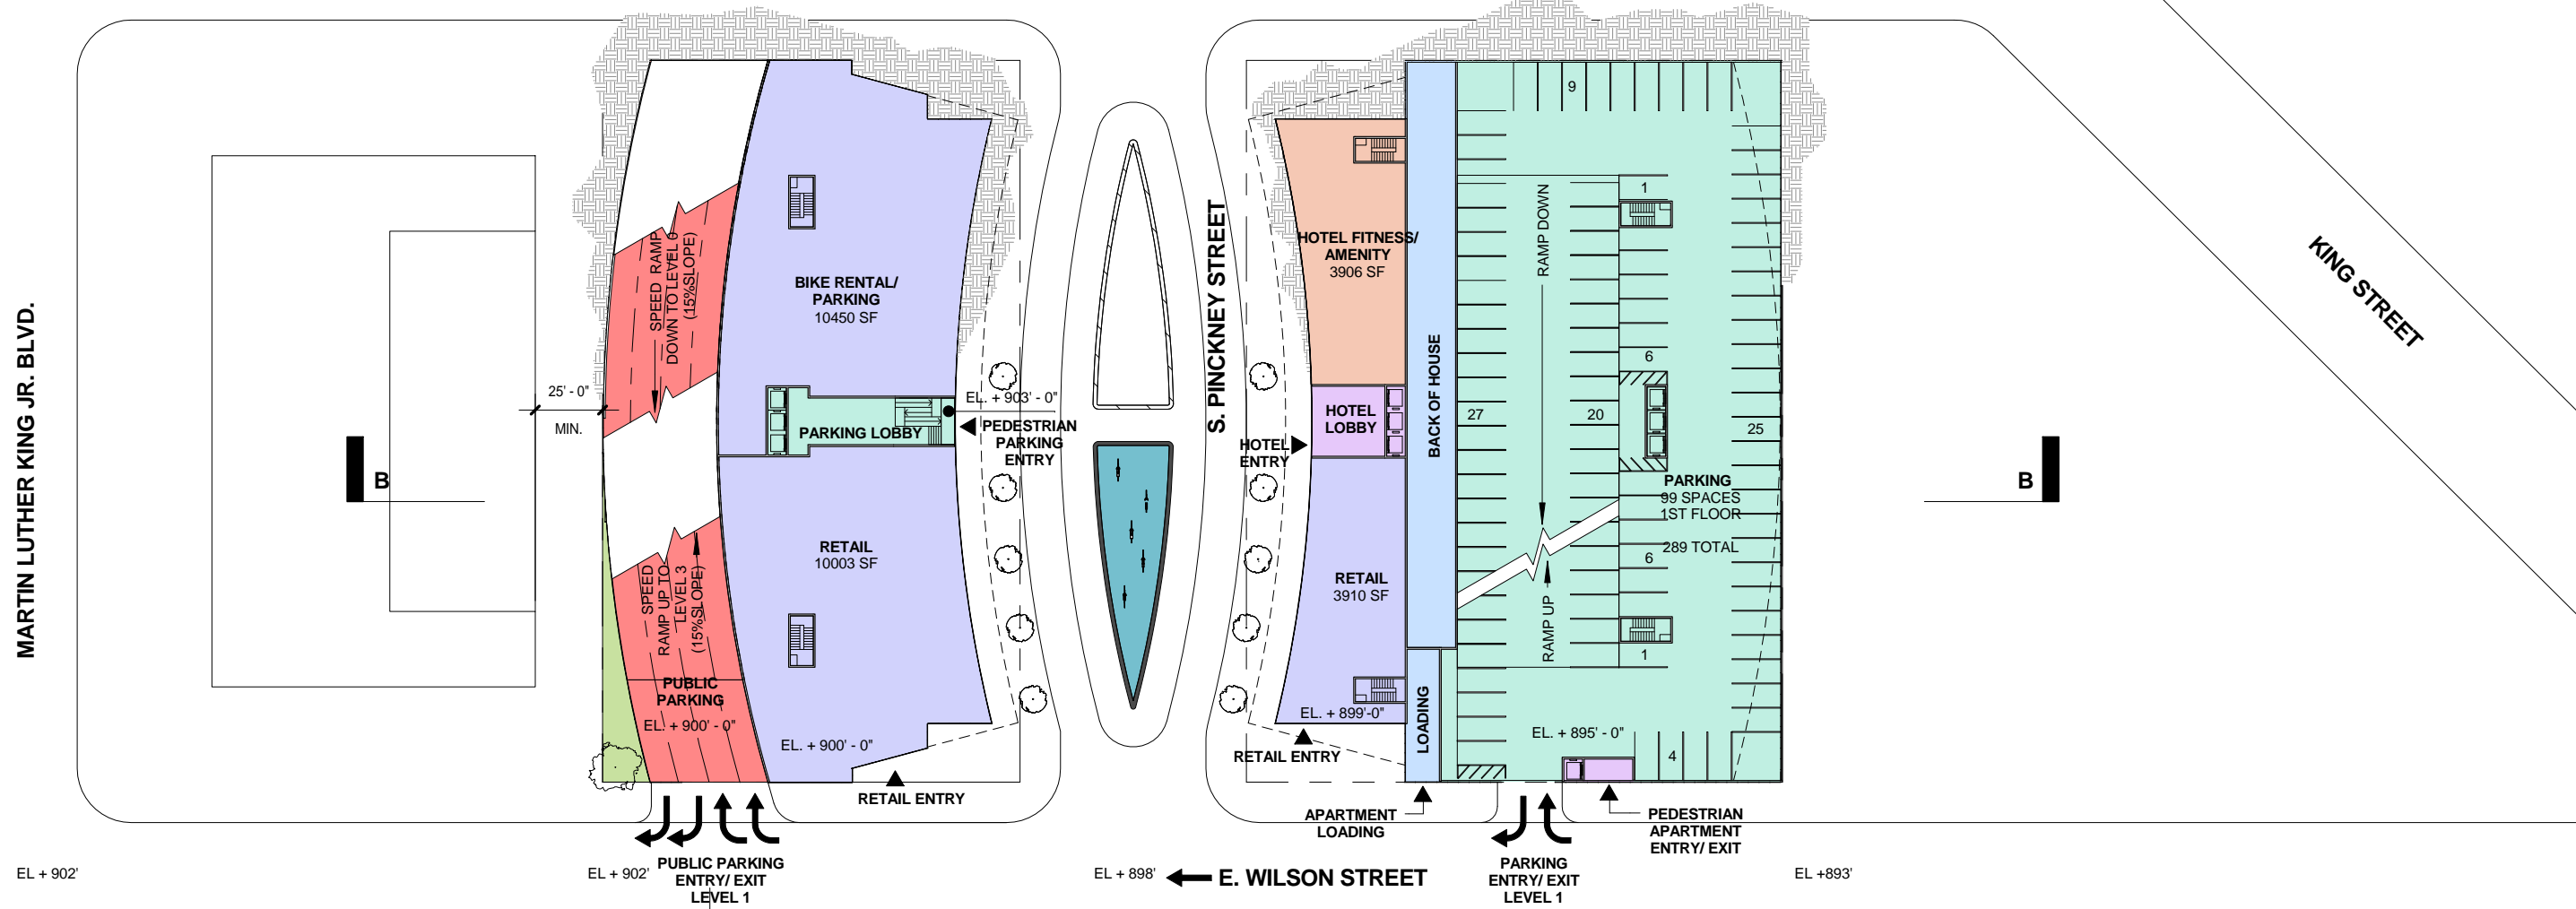 MARTIN LUTHER KING JR. BLVD.
B
25' - 0"
MIN.
SPEED RAMP
DOWN TO LEVEL 0
(15%SLOPE)
SPEED
RAMP UP TO
LEVEL 3
(15%SLOPE)
PUBLIC
PARKING
EL. + 900' - 0"
BIKE RENTAL/
PARKING
10450 SF
PARKING LOBBY
EL. + 903' - 0"
PEDESTRIAN
PARKING
ENTRY
RETAIL
10003 SF
EL. + 900' - 0"
RETAIL ENTRY
S. PINCKNEY STREET
HOTEL FITNESS/
AMENITY
3906 SF
HOTEL
LOBBY
HOTEL
ENTRY
RETAIL
3910 SF
EL. + 899'-0"
RETAIL ENTRY
BACK OF HOUSE
LOADING
APARTMENT
LOADING
9
1
RAMP DOWN
6
27
20
25
PARKING
99 SPACES
1ST FLOOR
289 TOTAL
6
RAMP UP
1
EL. + 895' - 0"
4
PEDESTRIAN
APARTMENT
ENTRY/ EXIT
B
KING STREET
EL + 902'
EL + 902'
PUBLIC PARKING
ENTRY/ EXIT
LEVEL 1
EL + 898'
E. WILSON STREET
PARKING
ENTRY/ EXIT
LEVEL 1
EL +893'